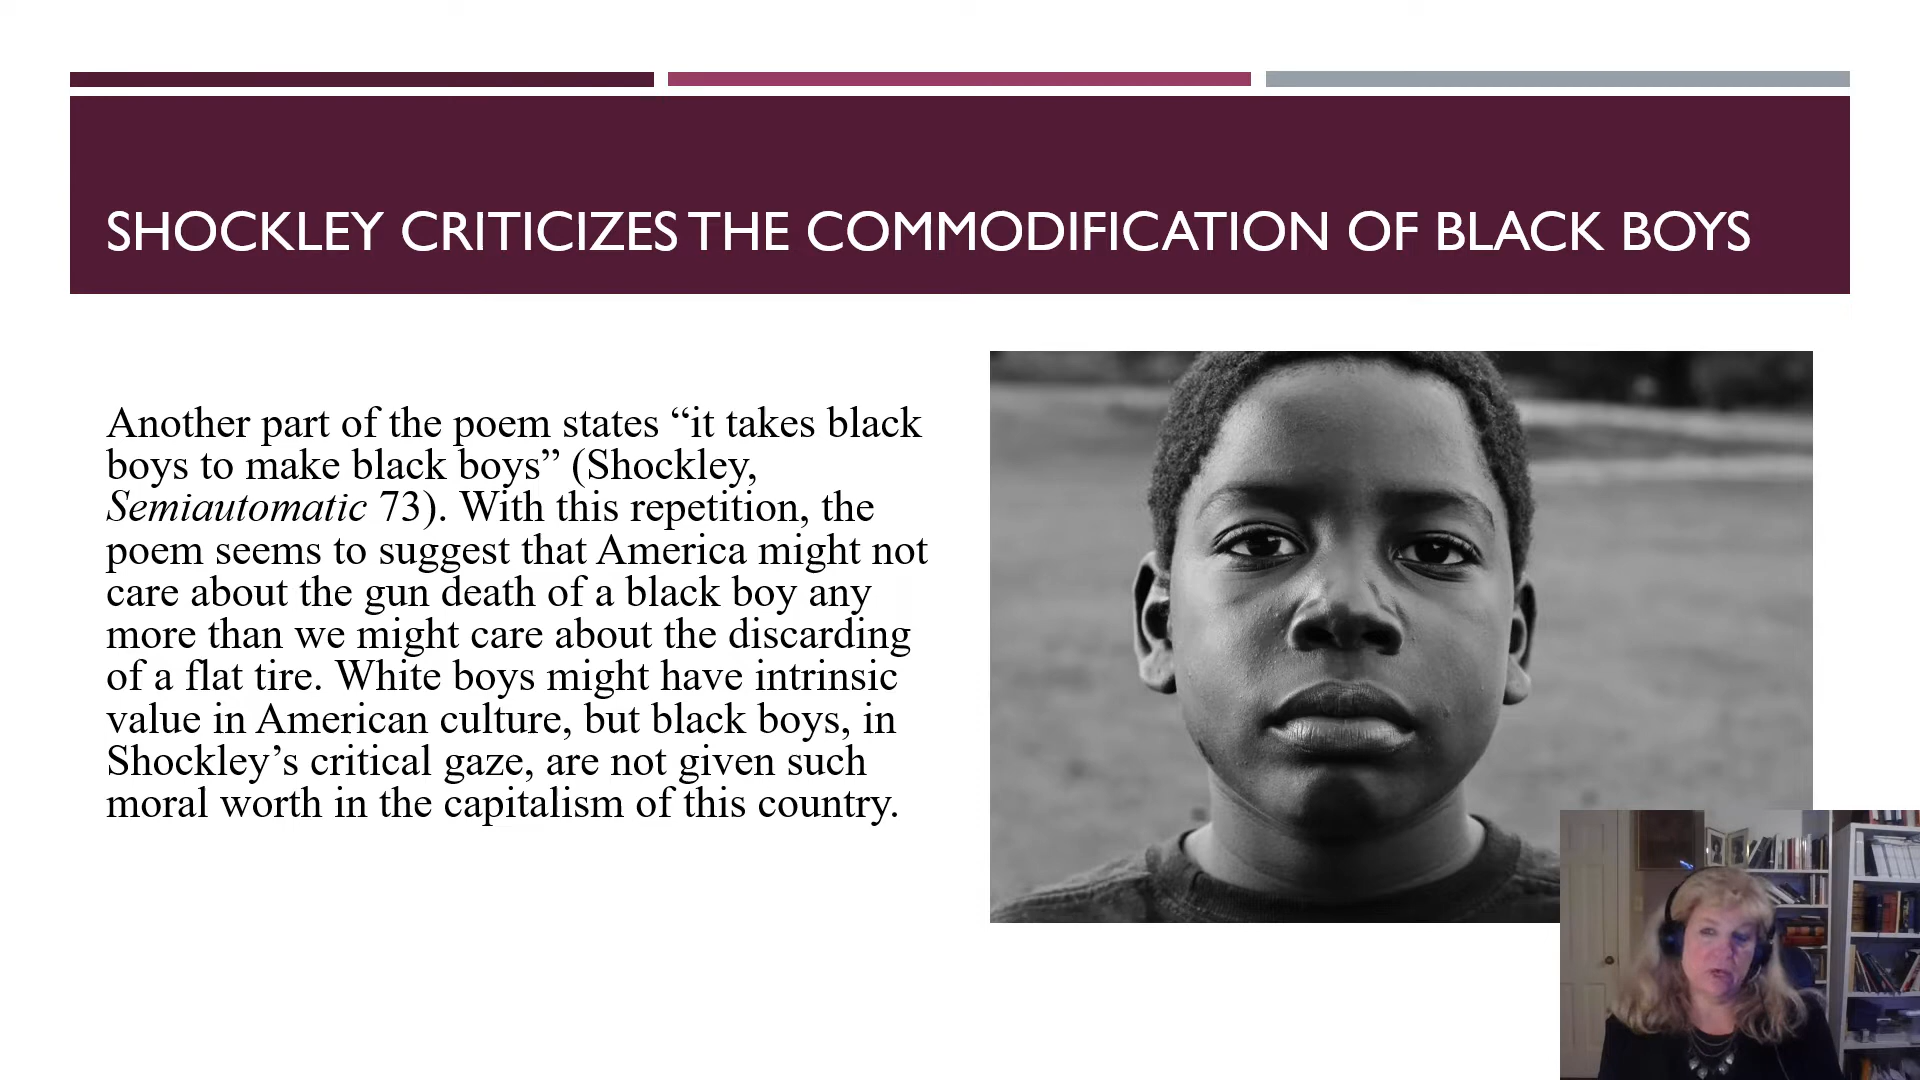 SHOCKLEY CRITICIZES THE COMMODIFICATION OF BLACK BOYS
Another part of the poem states “it takes black
boys to make black boys” (Shockley,
Semiautomatic 73). With this repetition, the
poem seems to suggest that America might not
care about the gun death of a black boy any
more than we might care about the discarding
of a flat tire. White boys might have intrinsic
value in American culture, but black boys, in
Shockley’s critical gaze, are not given such
moral worth in the capitalism of this country.